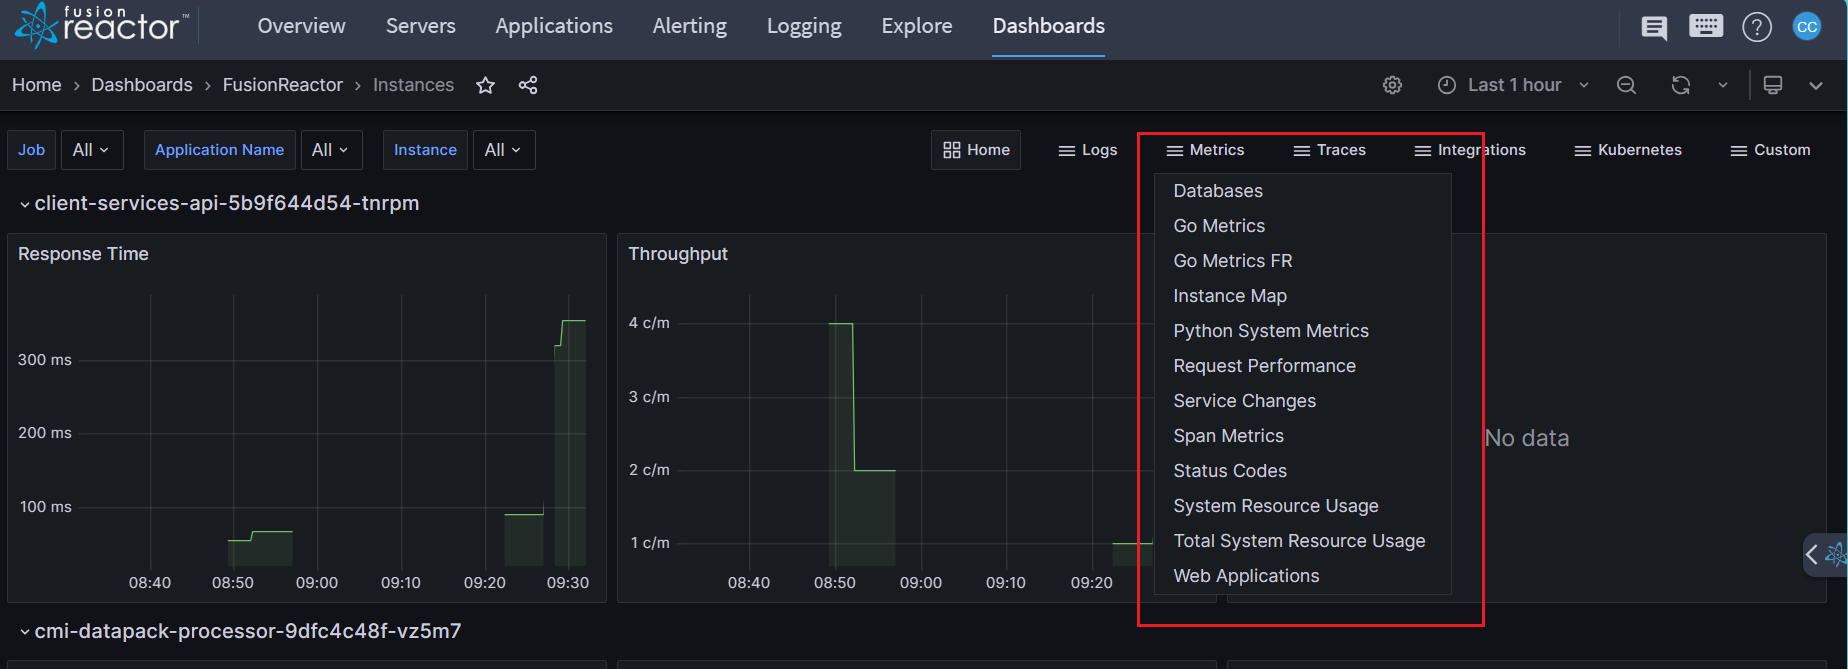 fusion
reactor™
Overview Servers Applications Alerting Logging Explore Dashboards
CC
Home > Dashboards > FusionReactor > Instances
Last 1 hour
Job All Application Name All Instance All
Home Logs Metrics Traces Integrations Kubernetes Custom
client-services-api-5b9f644d54-tnrpm
Response Time
300 ms
200 ms
100 ms
08:40 08:50 09:00 09:10 09:20 09:30
Throughput
4 c/m
3 c/m
2 c/m
1 c/m
08:40 08:50 09:00 09:10 09:20
Databases
Go Metrics
Go Metrics FR
Instance Map
Python System Metrics
Request Performance
Service Changes
Span Metrics
Status Codes
System Resource Usage
Total System Resource Usage
Web Applications
No data
cmi-datapack-processor-9dfc4c48f-vz5m7